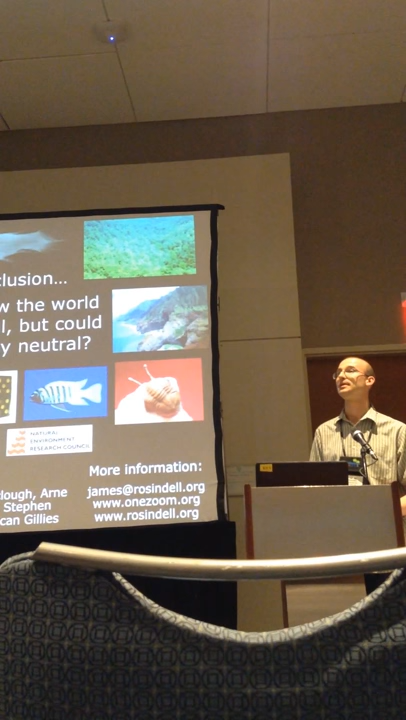 clusion...
w the world
l, but could
y neutral?
NATURAL
ENVIRONMENT
RESEARCH COUNCIL
More information:
lough, Arne
Stephen
can Gillies
james@rosindell.org
www.onezoom.org
www.rosindell.org